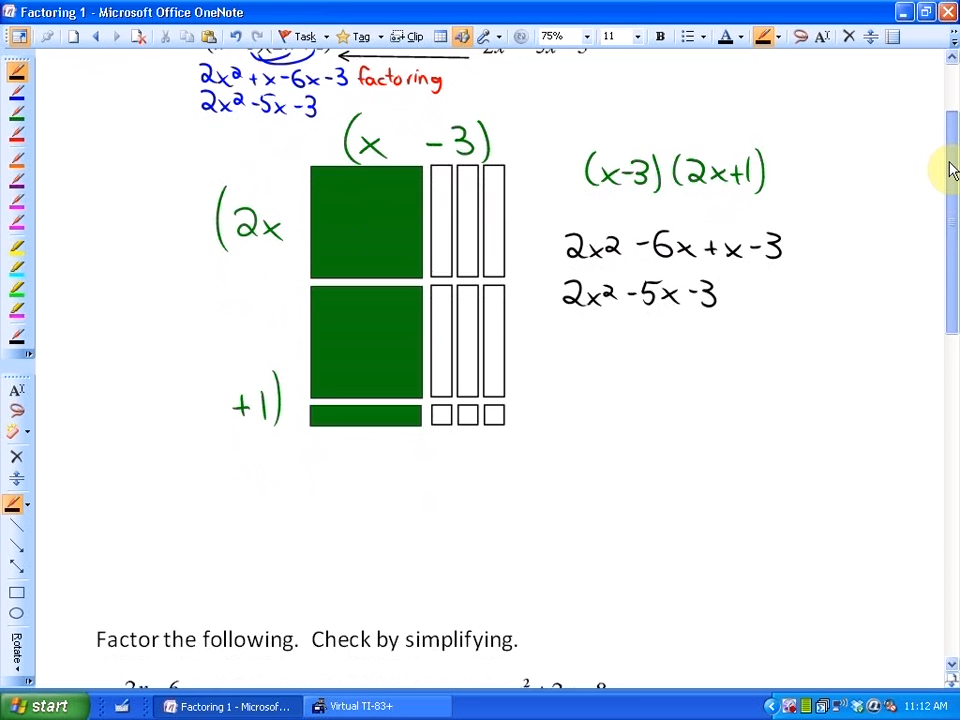 Factoring 1 - Microsoft Office OneNote
Task
Tag
Clip
75%
11
B
A
2x² + x - 6x - 3 factoring
2x² - 5x - 3
(x - 3)
(2x
+1)
(x-3)(2x+1)
2x² - 6x + x - 3
2x² - 5x - 3
Factor the following. Check by simplifying.
Rotate
start
Factoring 1 - Microsof...
Virtual TI-83+
11:12 AM